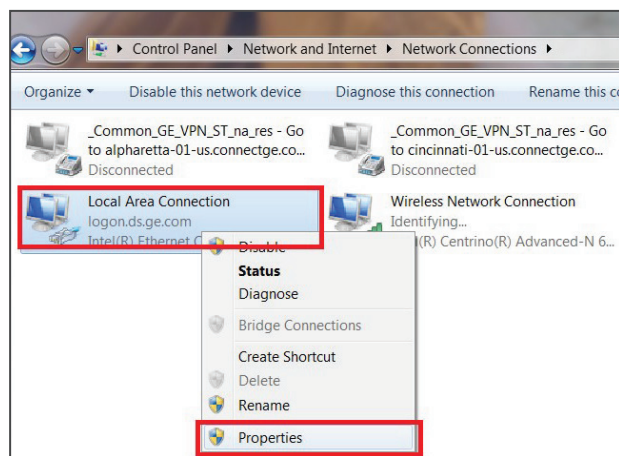 Control Panel Network and Internet Network Connections
Organize Disable this network device Diagnose this connection Rename this co
_Common_GE_VPN_ST_na_res - Go
to alpharetta-01-us.connectge.co...
Disconnected
_Common_GE_VPN_ST_na_res - Go
to cincinnati-01-us.connectge.co...
Disconnected
Local Area Connection
logon.ds.ge.com
Intel(R) Ethernet C
Wireless Network Connection
Identifying...
(R) Centrino(R) Advanced-N 6...
Disable
Status
Diagnose
Bridge Connections
Create Shortcut
Delete
Rename
Properties